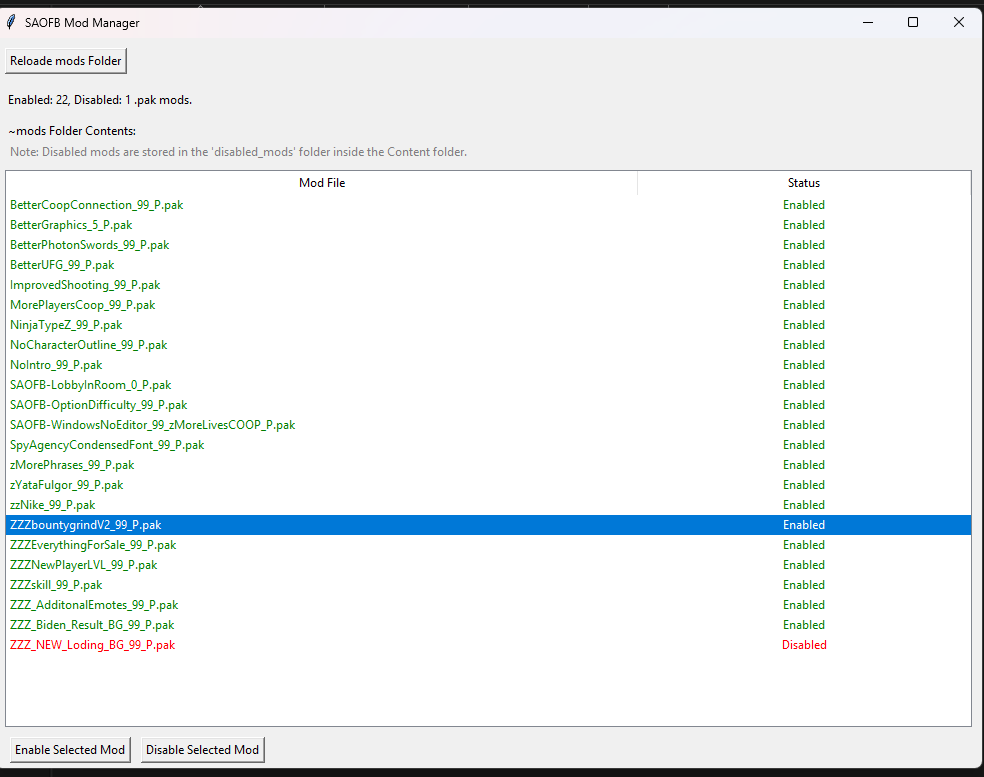 SAOFB Mod Manager
Reloade mods Folder
Enabled: 22, Disabled: 1 .pak mods.
~mods Folder Contents:
Note: Disabled mods are stored in the 'disabled_mods' folder inside the Content folder.
Mod File Status
BetterCoopConnection_99_P.pak Enabled
BetterGraphics_5_P.pak Enabled
BetterPhotonSwords_99_P.pak Enabled
BetterUFG_99_P.pak Enabled
ImprovedShooting_99_P.pak Enabled
MorePlayersCoop_99_P.pak Enabled
NinjaTypeZ_99_P.pak Enabled
NoCharacterOutline_99_P.pak Enabled
NoIntro_99_P.pak Enabled
SAOFB-LobbyInRoom_0_P.pak Enabled
SAOFB-OptionDifficulty_99_P.pak Enabled
SAOFB-WindowsNoEditor_99_zMoreLivesCOOP_P.pak Enabled
SpyAgencyCondensedFont_99_P.pak Enabled
zMorePhrases_99_P.pak Enabled
zYataFulgor_99_P.pak Enabled
zzNike_99_P.pak Enabled
ZZZbountygrindV2_99_P.pak Enabled
ZZZEverythingForSale_99_P.pak Enabled
ZZZNewPlayerLVL_99_P.pak Enabled
ZZZskill_99_P.pak Enabled
ZZZ_AdditonalEmotes_99_P.pak Enabled
ZZZ_Biden_Result_BG_99_P.pak Enabled
ZZZ_NEW_Loding_BG_99_P.pak Disabled
Enable Selected Mod Disable Selected Mod